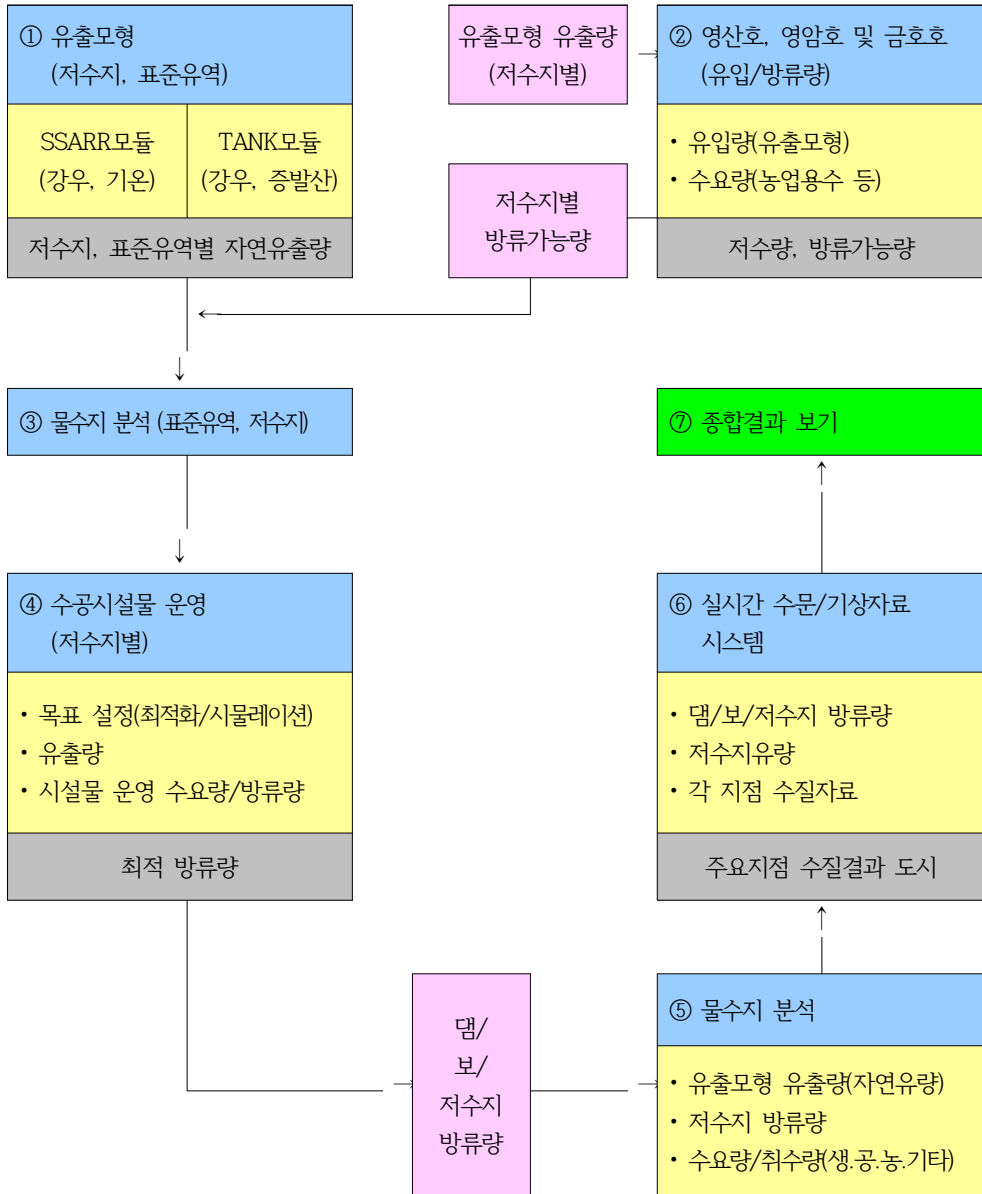 ① 유출모형
(저수지, 표준유역)
SSARR모듈
(강우, 기온)
TANK모듈
(강우, 증발산)
저수지, 표준유역별 자연유출량
유출모형 유출량
(저수지별)
② 영산호, 영암호 및 금호호
(유입/방류량)
• 유입량(유출모형)
• 수요량(농업용수 등)
저수량, 방류가능량
저수지별
방류가능량
③ 물수지 분석 (표준유역, 저수지)
④ 수공시설물 운영
(저수지별)
• 목표 설정(최적화/시물레이션)
• 유출량
• 시설물 운영 수요량/방류량
최적 방류량
댐/
보/
저수지
방류량
⑤ 물수지 분석
• 유출모형 유출량(자연유량)
• 저수지 방류량
• 수요량/취수량(생.공.농.기타)
⑥ 실시간 수문/기상자료
시스템
• 댐/보/저수지 방류량
• 저수지유량
• 각 지점 수질자료
주요지점 수질결과 도시
⑦ 종합결과 보기